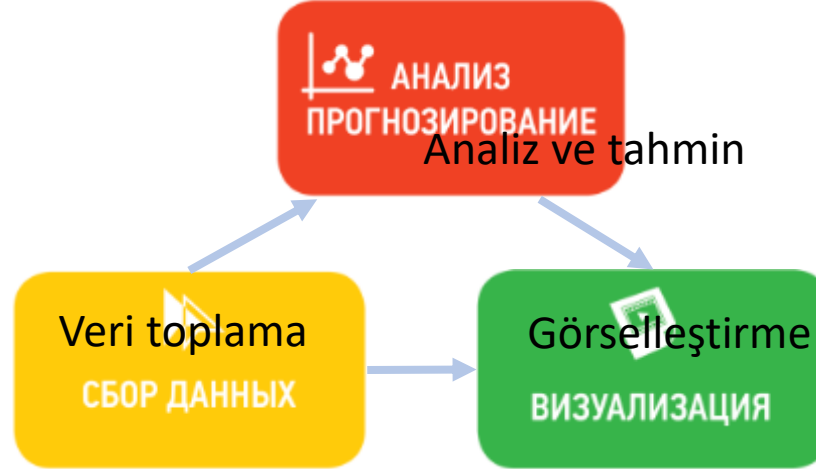 АНАЛИЗ
ПРОГНОЗИРОВАНИЕ
Analiz ve tahmin
Veri toplama
СБОР ДАННЫХ
Görselleştirme
ВИЗУАЛИЗАЦИЯ